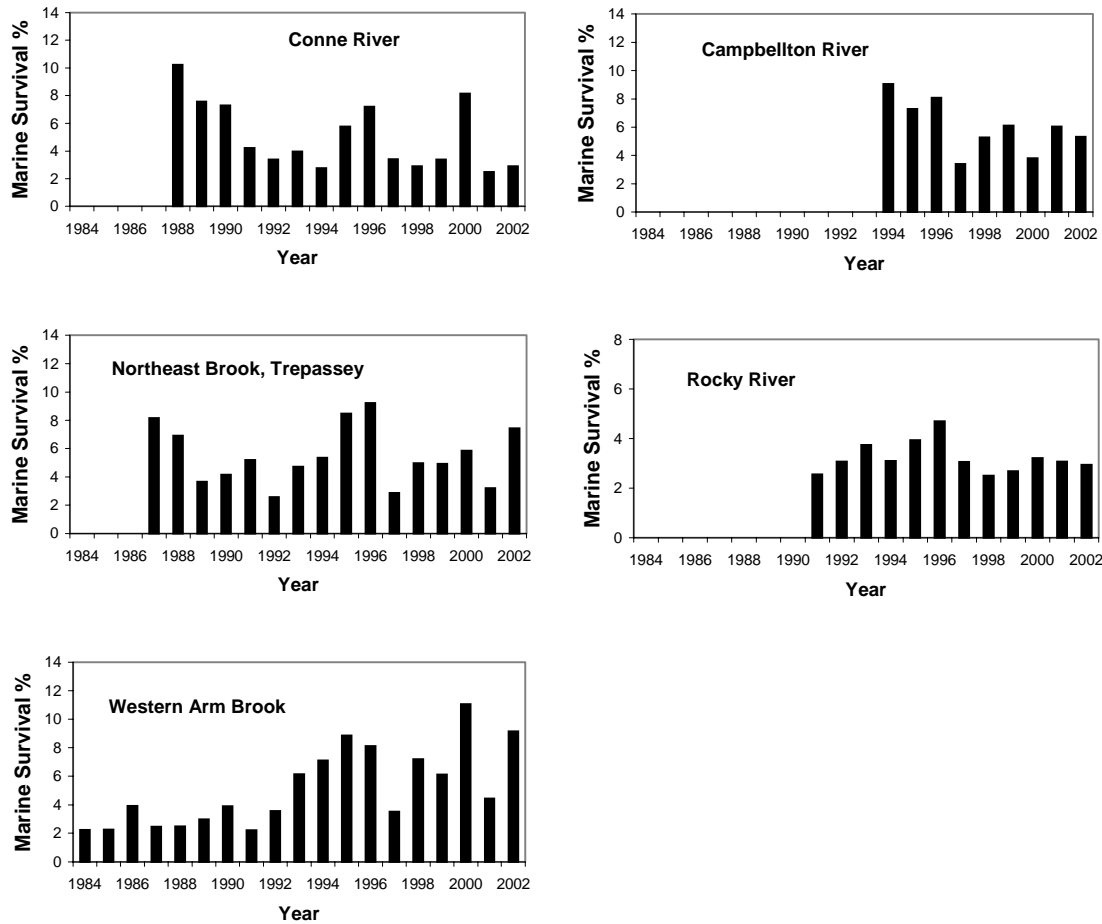 Conne River
Marine Survival %
14
12
10
8
6
4
2
0
1984 1986 1988 1990 1992 1994 1996 1998 2000 2002
Year
Campbellton River
Marine Survival %
14
12
10
8
6
4
2
0
1984 1986 1988 1990 1992 1994 1996 1998 2000 2002
Year
Northeast Brook, Trepassey
Marine Survival %
14
12
10
8
6
4
2
0
1984 1986 1988 1990 1992 1994 1996 1998 2000 2002
Year
Rocky River
Marine Survival %
8
6
4
2
0
1984 1986 1988 1990 1992 1994 1996 1998 2000 2002
Year
Western Arm Brook
Marine Survival %
14
12
10
8
6
4
2
0
1984 1986 1988 1990 1992 1994 1996 1998 2000 2002
Year